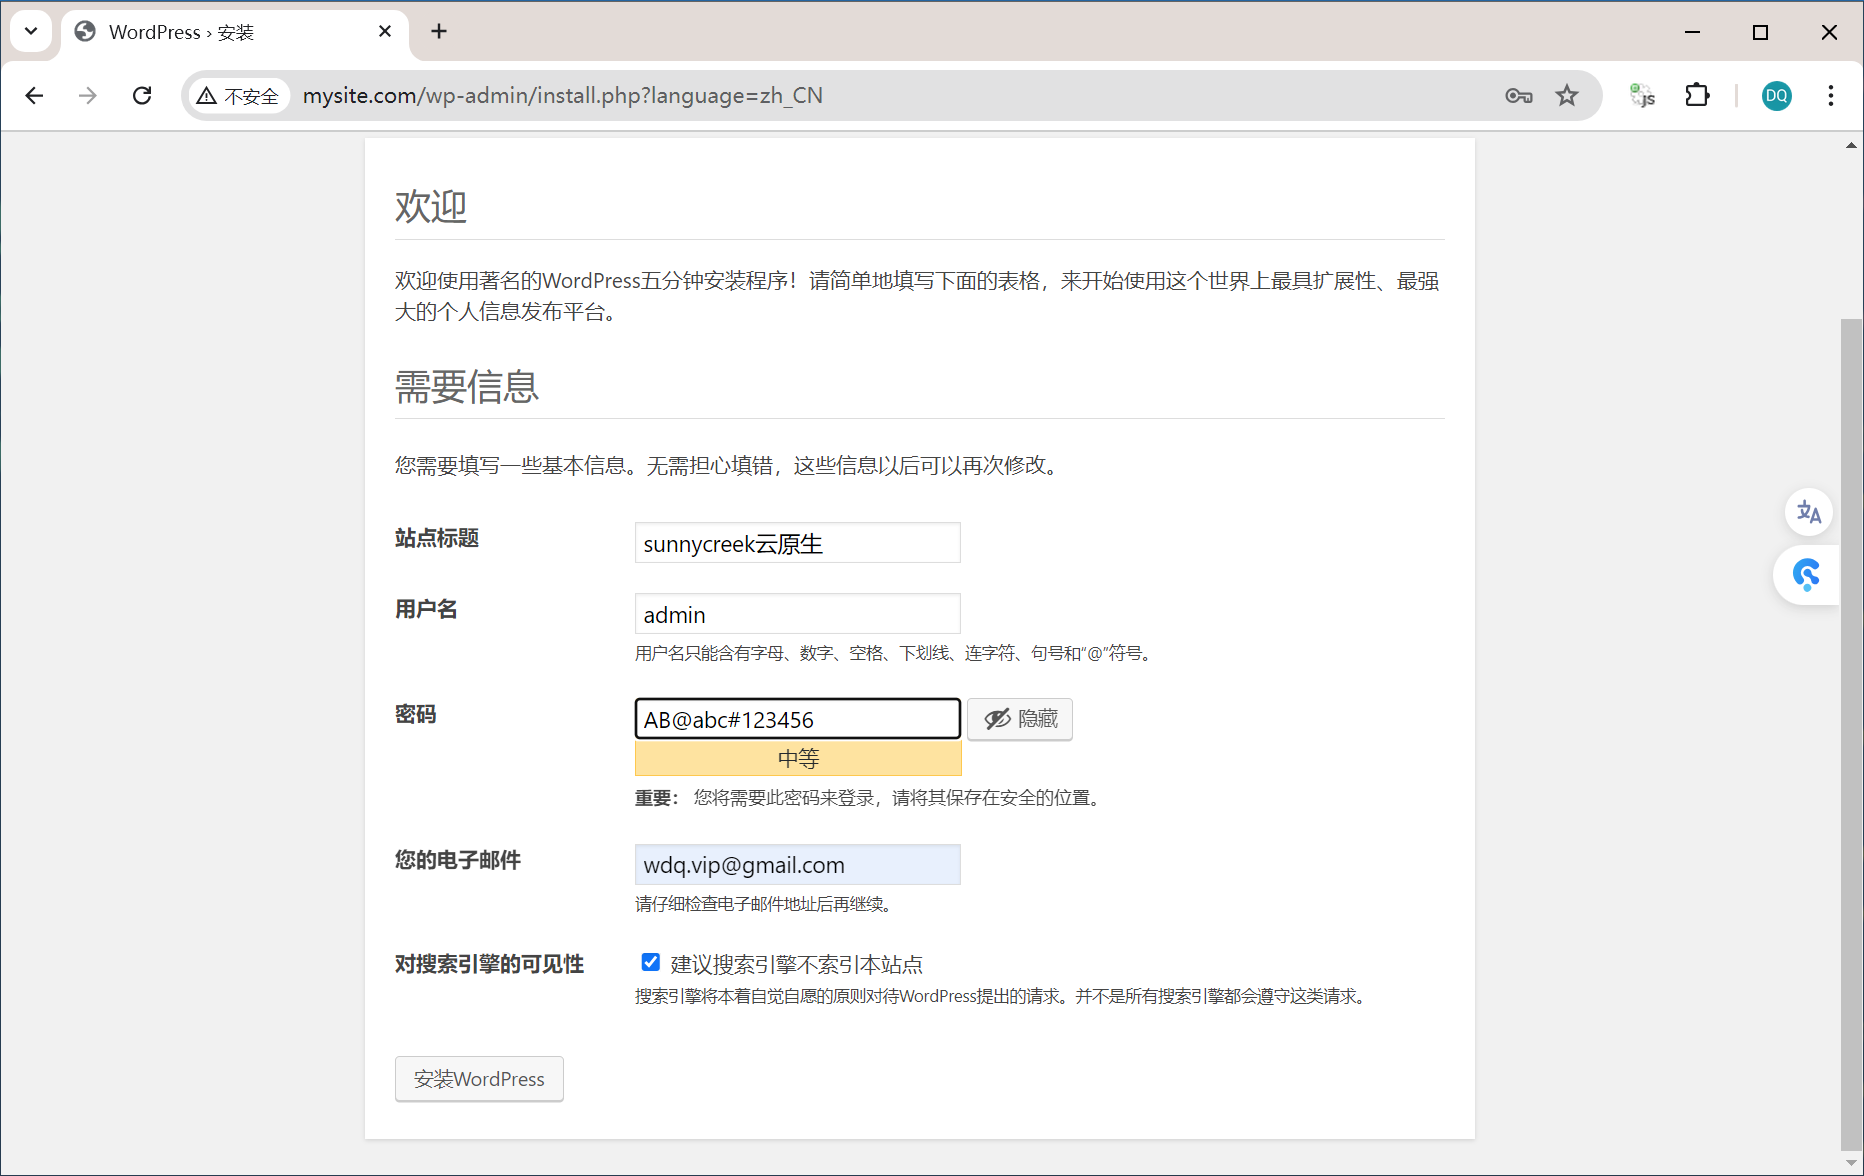 WordPress › 安装
不安全
mysite.com/wp-admin/install.php?language=zh_CN
js
DQ
欢迎
欢迎使用著名的WordPress五分钟安装程序！请简单地填写下面的表格，来开始使用这个世界上最具扩展性、最强
大的个人信息发布平台。
需要信息
您需要填写一些基本信息。无需担心填错，这些信息以后可以再次修改。
站点标题
sunnycreek云原生
用户名
admin
用户名只能含有字母、数字、空格、下划线、连字符、句号和“@”符号。
密码
AB@abc#123456
隐藏
中等
重要： 您将需要此密码来登录，请将其保存在安全的位置。
您的电子邮件
wdq.vip@gmail.com
请仔细检查电子邮件地址后再继续。
对搜索引擎的可见性
建议搜索引擎不索引本站点
搜索引擎将本着自觉自愿的原则对待WordPress提出的请求。并不是所有搜索引擎都会遵守这类请求。
安装WordPress
文A